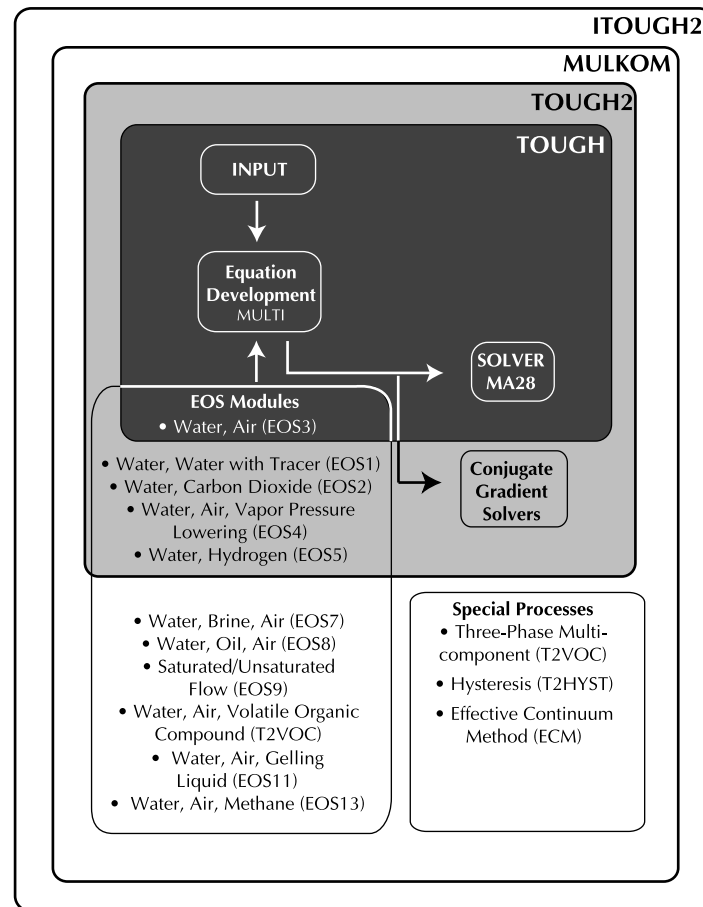 ITOUGH2
MULKOM
TOUGH2
TOUGH
INPUT
Equation
Development
MULTI
SOLVER
MA28
EOS Modules
• Water, Air (EOS3)
• Water, Water with Tracer (EOS1)
• Water, Carbon Dioxide (EOS2)
• Water, Air, Vapor Pressure
Lowering (EOS4)
• Water, Hydrogen (EOS5)
Conjugate
Gradient
Solvers
• Water, Brine, Air (EOS7)
• Water, Oil, Air (EOS8)
• Saturated/Unsaturated
Flow (EOS9)
• Water, Air, Volatile Organic
Compound (T2VOC)
• Water, Air, Gelling
Liquid (EOS11)
• Water, Air, Methane (EOS13)
Special Processes
• Three-Phase Multi-
component (T2VOC)
• Hysteresis (T2HYST)
• Effective Continuum
Method (ECM)